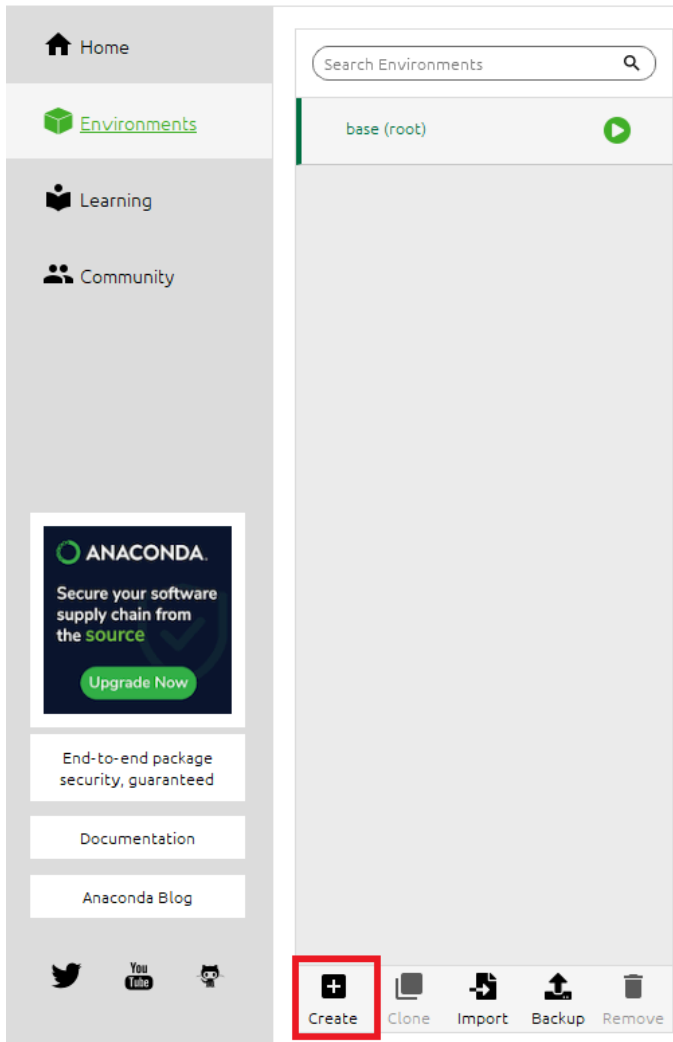 Home
Environments
Learning
Community
ANACONDA.
Secure your software
supply chain from
the source
Upgrade Now
End-to-end package
security, guaranteed
Documentation
Anaconda Blog
You
Tube
Search Environments
base (root)
Create
Clone
Import
Backup
Remove